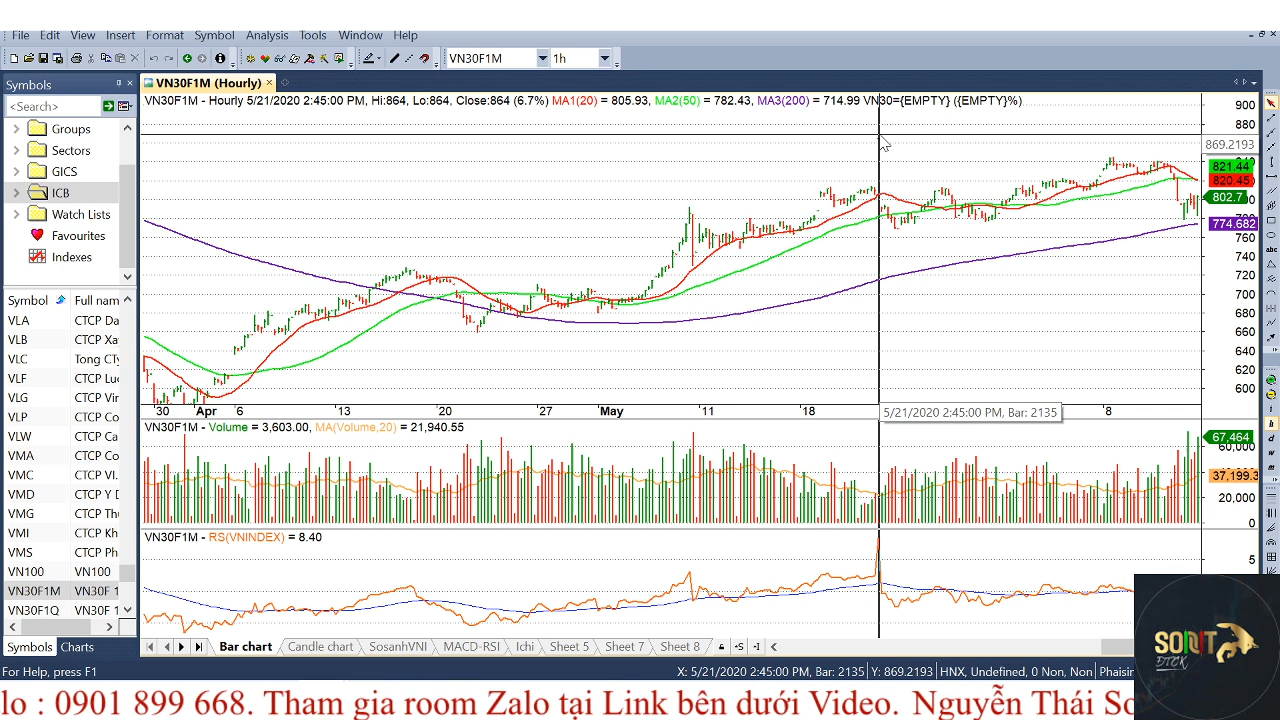 File Edit View Insert Format Symbol Analysis Tools Window Help
VN30F1M 1h
Symbols
VN30F1M (Hourly)
<Search>
Groups
Sectors
GICS
ICB
Watch Lists
Favourites
Indexes
Symbol Full nam
VLA CTCP Da
VLB CTCP Xa
VLC Tong CTy
VLF CTCP Luc
VLG CTCP Vir
VLP CTCP Co
VLW CTCP Ca
VMA CTCP Co
VMC CTCP VI.
VMD CTCP Y D
VMG CTCP Thu
VMI CTCP Kh
VMS CTCP Ph
VN100 VN100
VN30F1M VN30F 1
VN30F1Q VN30F 1
Symbols Charts
VN30F1M - Hourly 5/21/2020 2:45:00 PM, Hi:864, Lo:864, Close:864 (6.7%) MA1(20) = 805.93, MA2(50) = 782.43, MA3(200) = 714.99 VN30={EMPTY} ({EMPTY}%)
900
880
869.2193
821.44
820.45
802.7
774.682
760
740
720
700
680
660
640
620
600
30 Apr 6 13 20 27 May 11 18 8
5/21/2020 2:45:00 PM, Bar: 2135
VN30F1M - Volume = 3,603.00, MA(Volume,20) = 21,940.55
67,464
60,000
37,199.3
20,000
0
VN30F1M - RS(VNINDEX) = 8.40
5
Bar chart Candle chart SosanhVNI MACD-RSI Ichi Sheet 5 Sheet 7 Sheet 8
For Help, press F1
X: 5/21/2020 2:45:00 PM, Bar: 2135 Y: 869.2193 HNX, Undefined, 0 Non, Non Phaisin
SONNT
DTCK
lo : 0901 899 668. Tham gia room Zalo tại Link bên dưới Video. Nguyễn Thái So